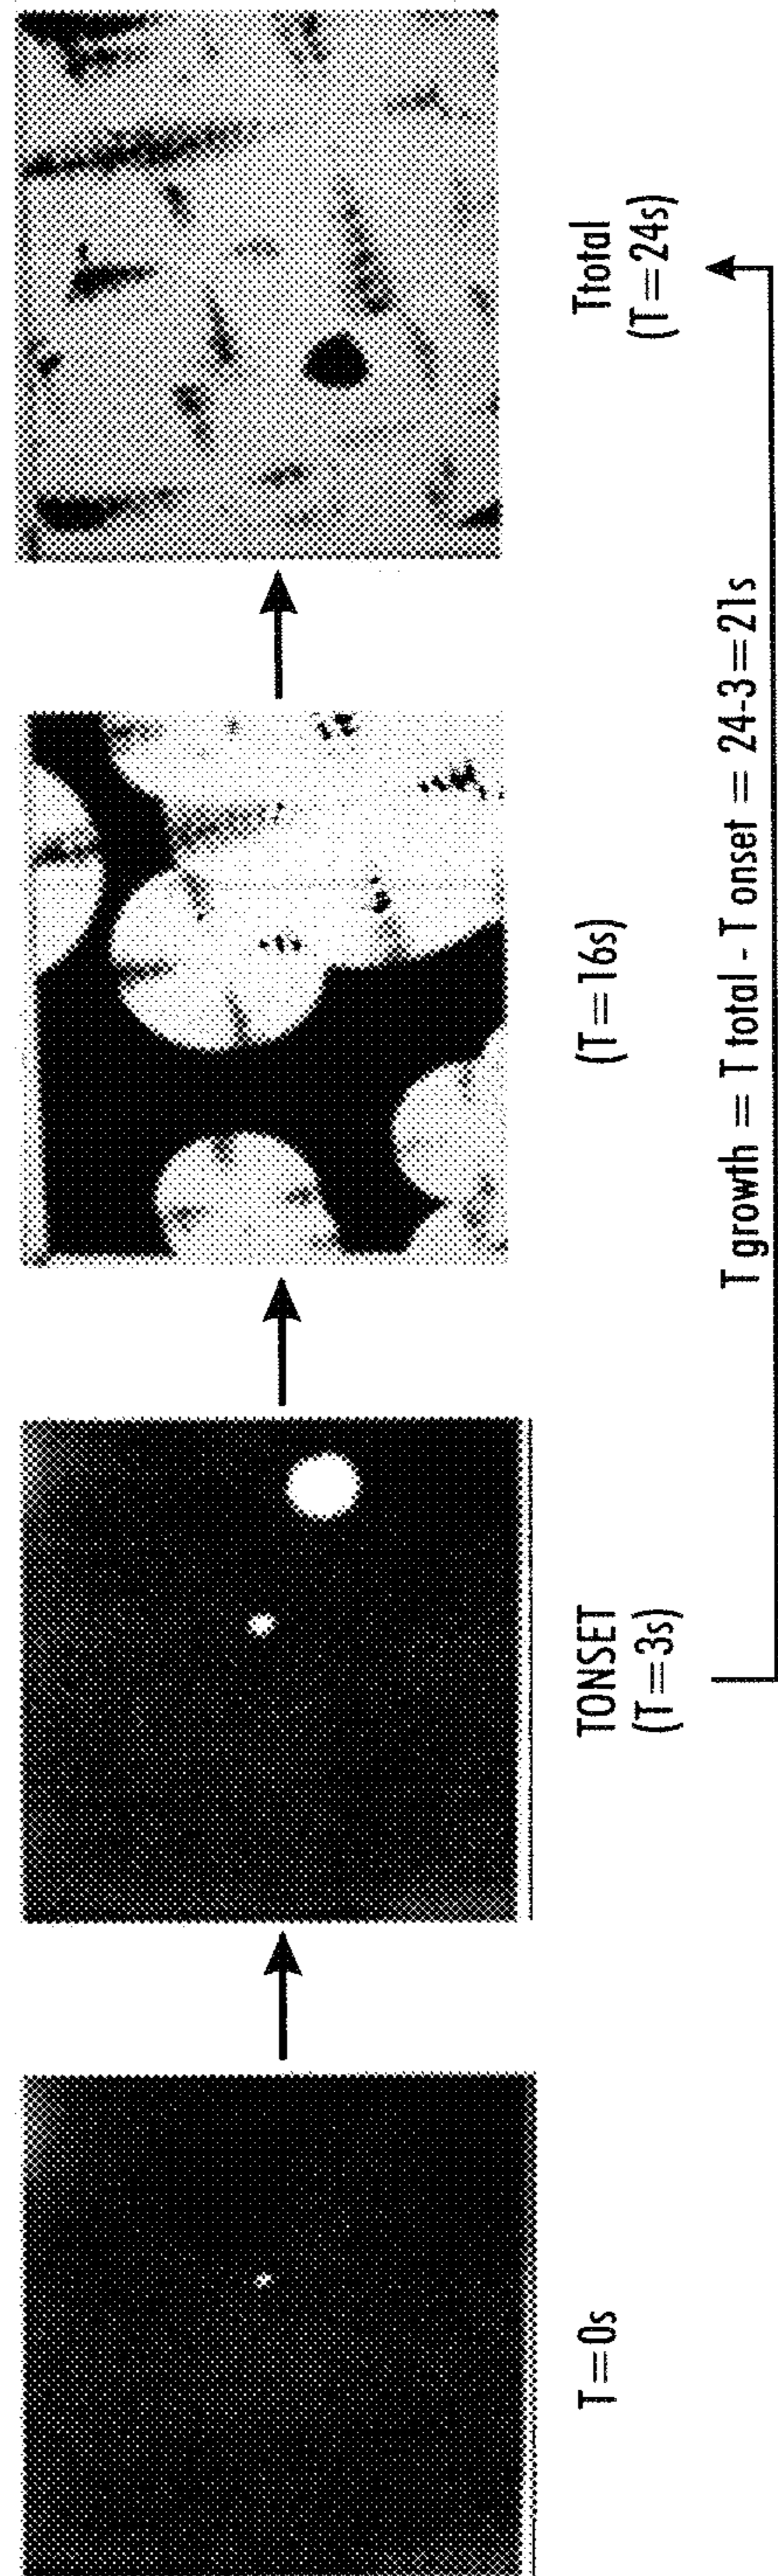 T=0s
TONSET
(T=3s)
(T=16s)
Ttotal
(T=24s)
T growth = T total - T onset = 24-3=21s